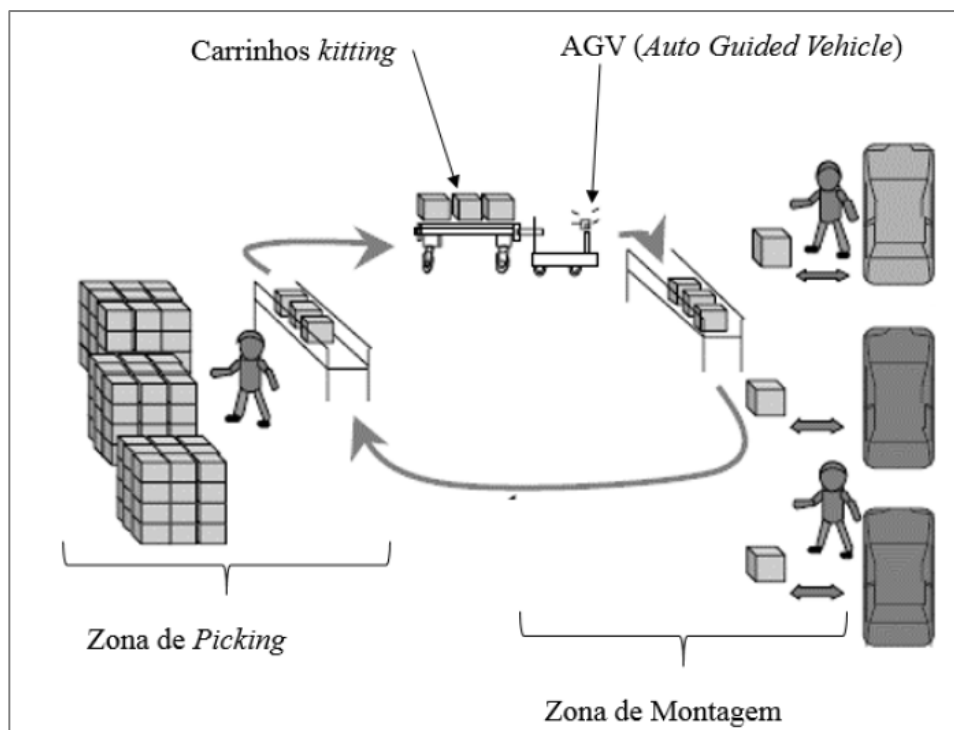 Carrinhos kitting
AGV (Auto Guided Vehicle)
Zona de Picking
Zona de Montagem